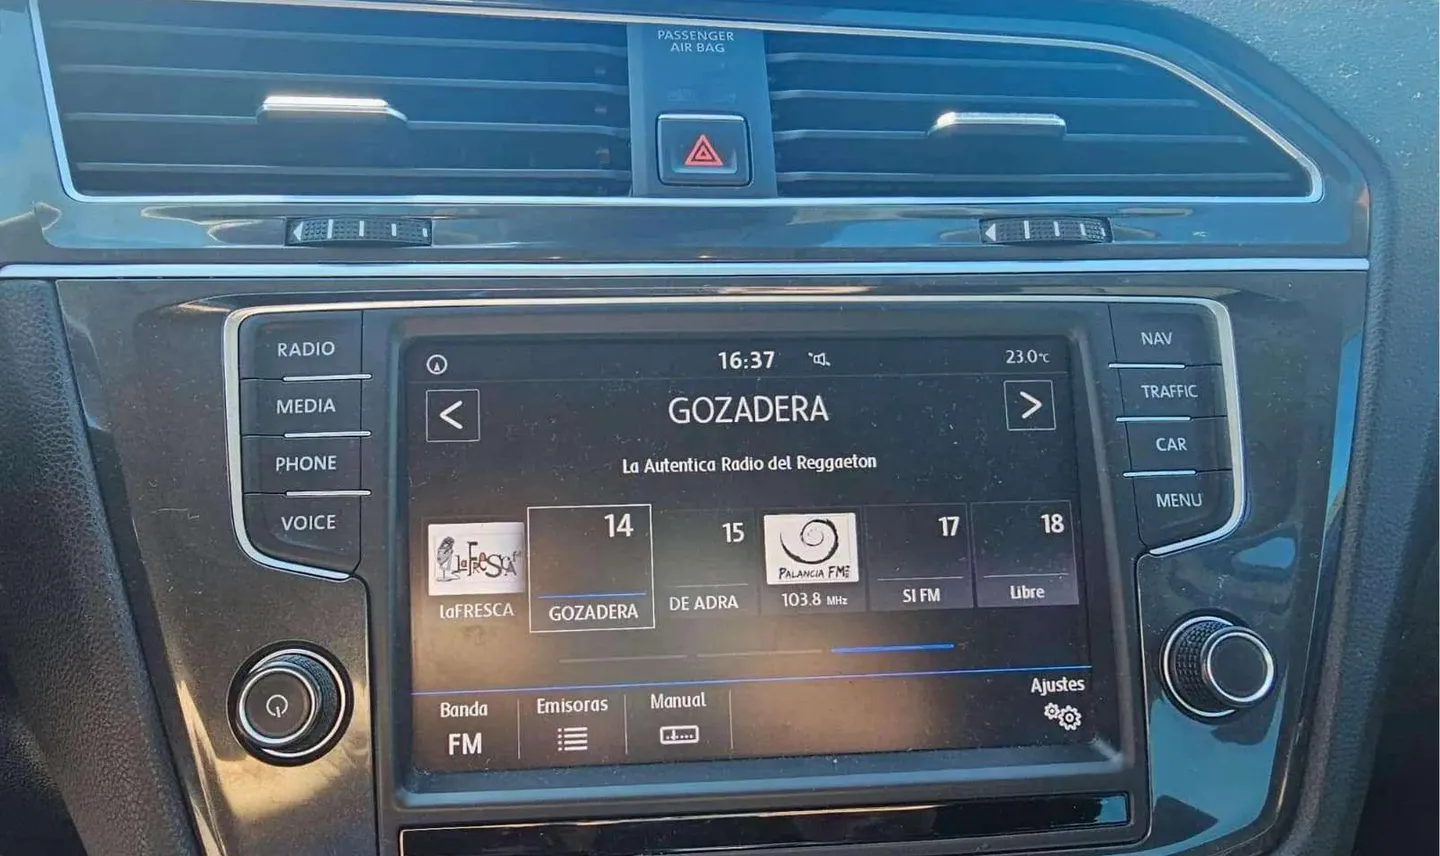 PASSENGER
AIR BAG
RADIO
MEDIA
PHONE
VOICE
16:37
23.0°C
<
GOZADERA
>
La Autentica Radio del Reggaeton
laFRESCA
laFRESCA
14
GOZADERA
15
DE ADRA
PALANCIA FM
103.8 MHz
17
SI FM
18
Libre
Banda
FM
Emisoras
Manual
Ajustes
NAV
TRAFFIC
CAR
MENU